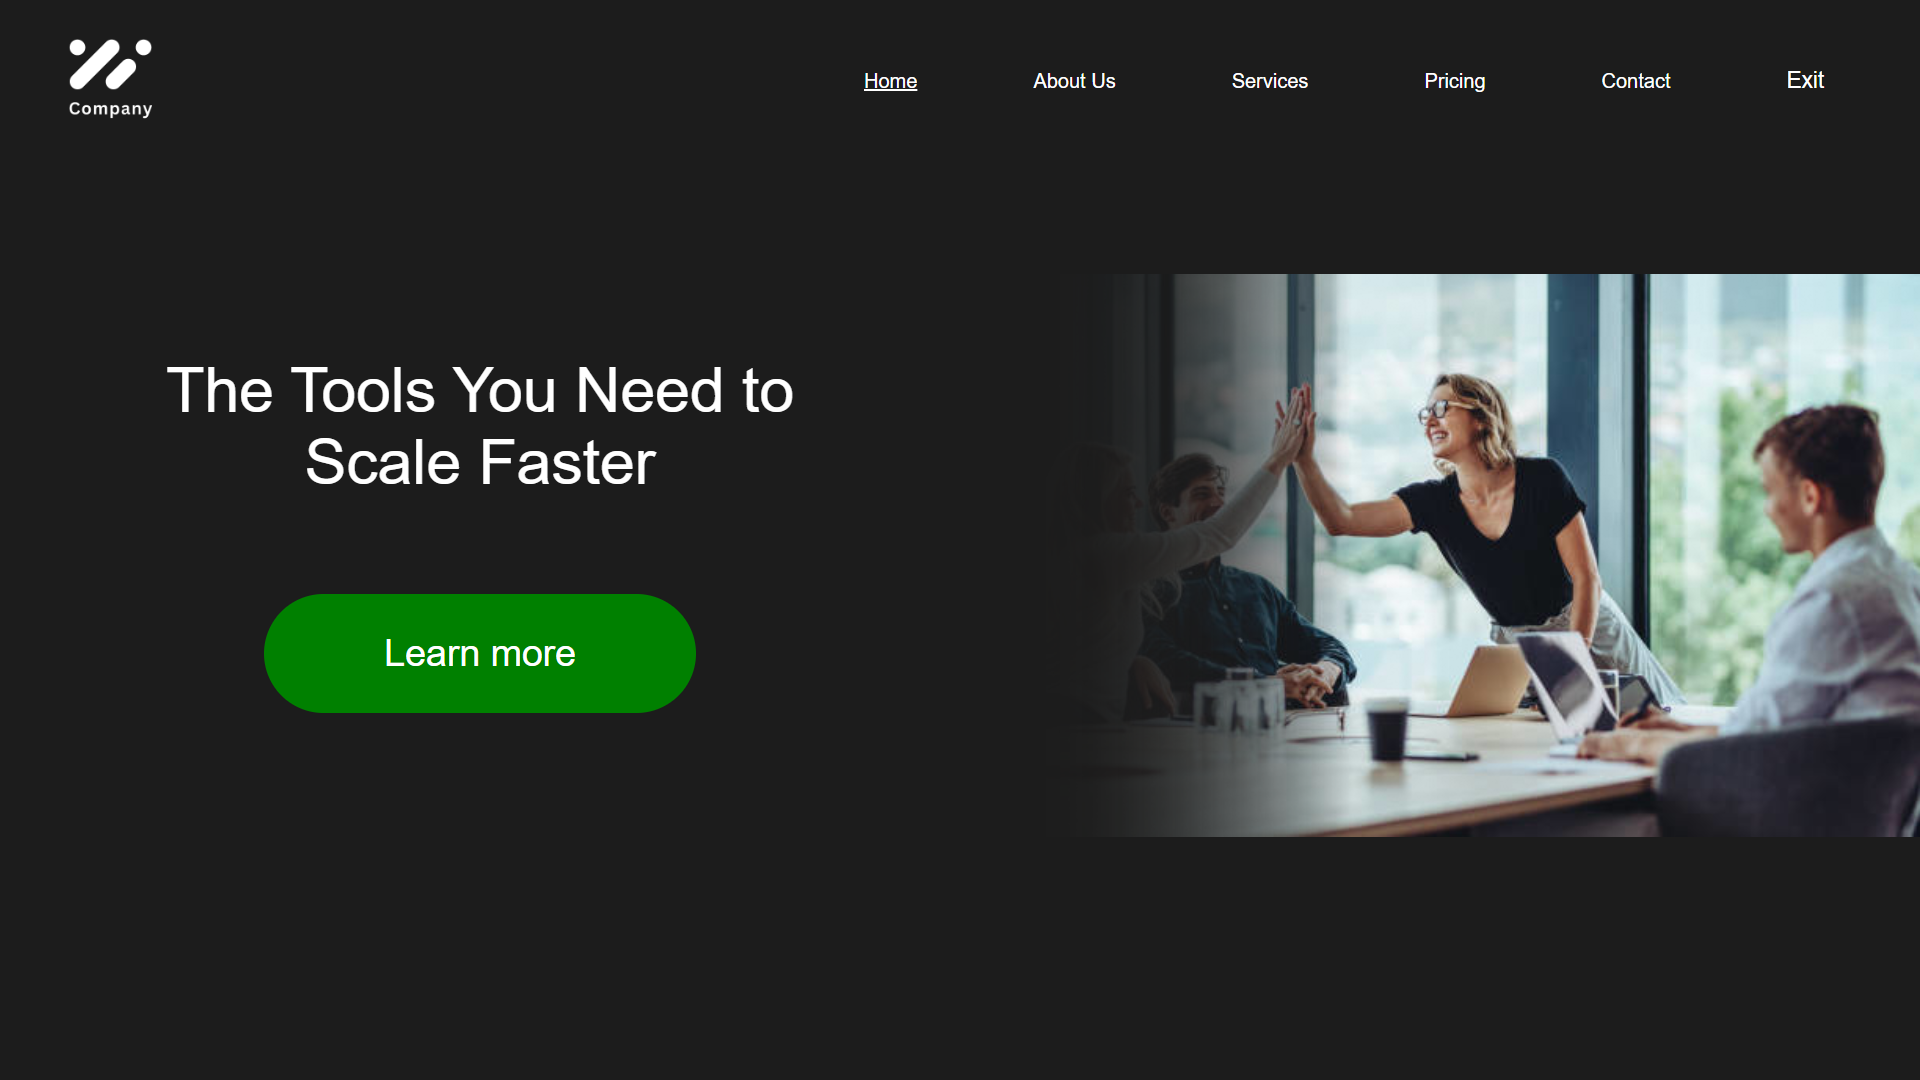 Company
Home
About Us
Services
Pricing
Contact
Exit
The Tools You Need to
Scale Faster
Learn more